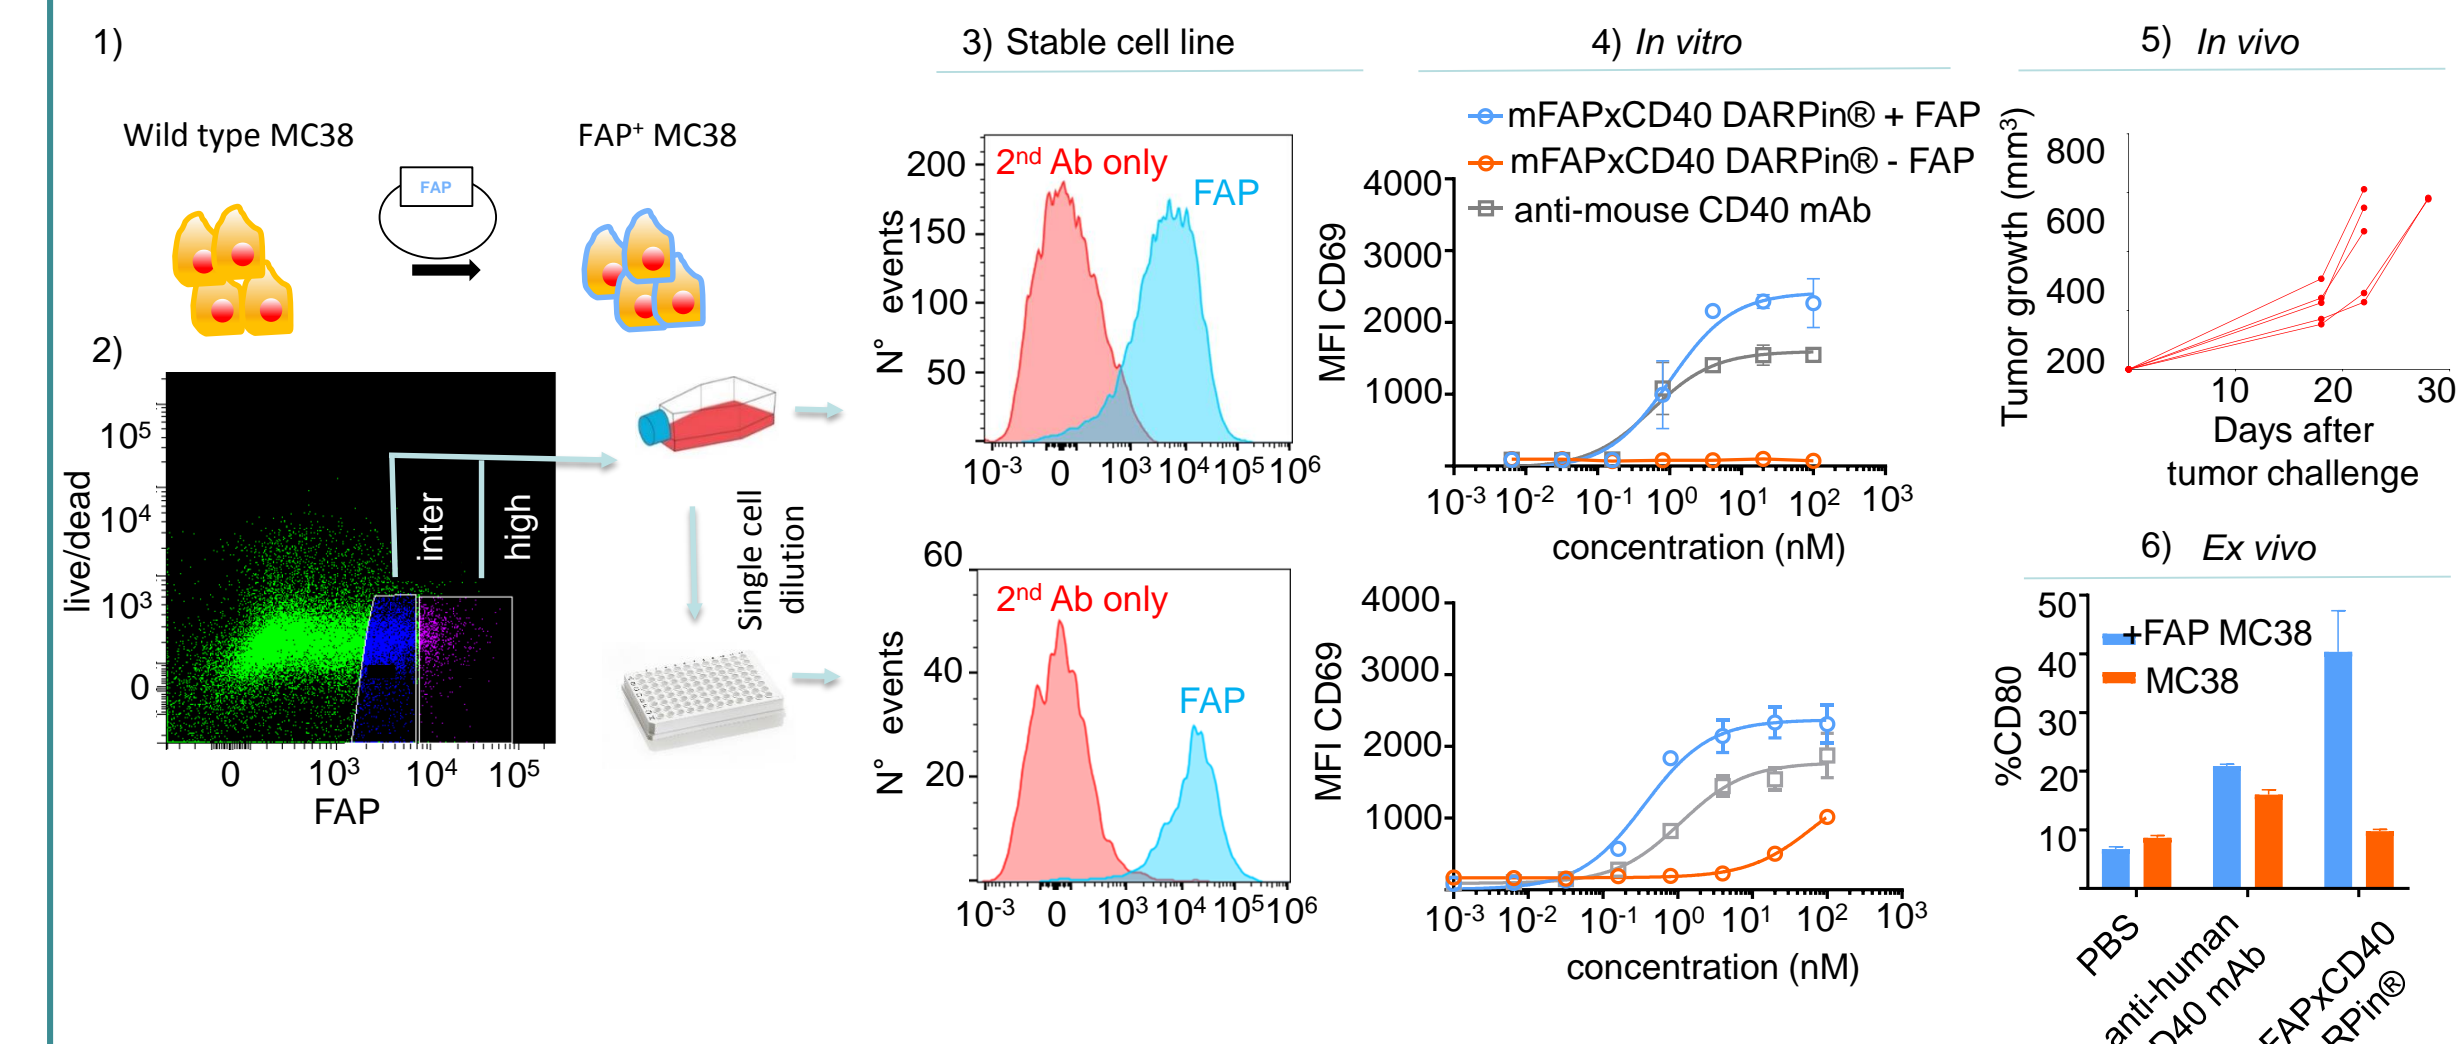 1)
Wild type MC38
FAP⁺ MC38
FAP
2)
live/dead
10⁵
10⁴
10³
0
inter
high
0 10³ 10⁴ 10⁵
FAP
Single cell
dilution
3) Stable cell line
N° events
200
150
100
50
2ⁿᵈ Ab only
FAP
10⁻³ 0 10³ 10⁴ 10⁵ 10⁶
N° events
60
40
20
2ⁿᵈ Ab only
FAP
10⁻³ 0 10³ 10⁴ 10⁵ 10⁶
4) In vitro
mFAPxCD40 DARPin® + FAP
mFAPxCD40 DARPin® - FAP
anti-mouse CD40 mAb
MFI CD69
4000
3000
2000
1000
10⁻³ 10⁻² 10⁻¹ 10⁰ 10¹ 10² 10³
concentration (nM)
MFI CD69
4000
3000
2000
1000
10⁻³ 10⁻² 10⁻¹ 10⁰ 10¹ 10² 10³
concentration (nM)
5) In vivo
Tumor growth (mm³)
800
600
400
200
10 20 30
Days after
tumor challenge
6) Ex vivo
%CD80
50
40
30
20
10
+FAP MC38
MC38
PBS
anti-human
D40 mAb
FAPxCD40
RPin®